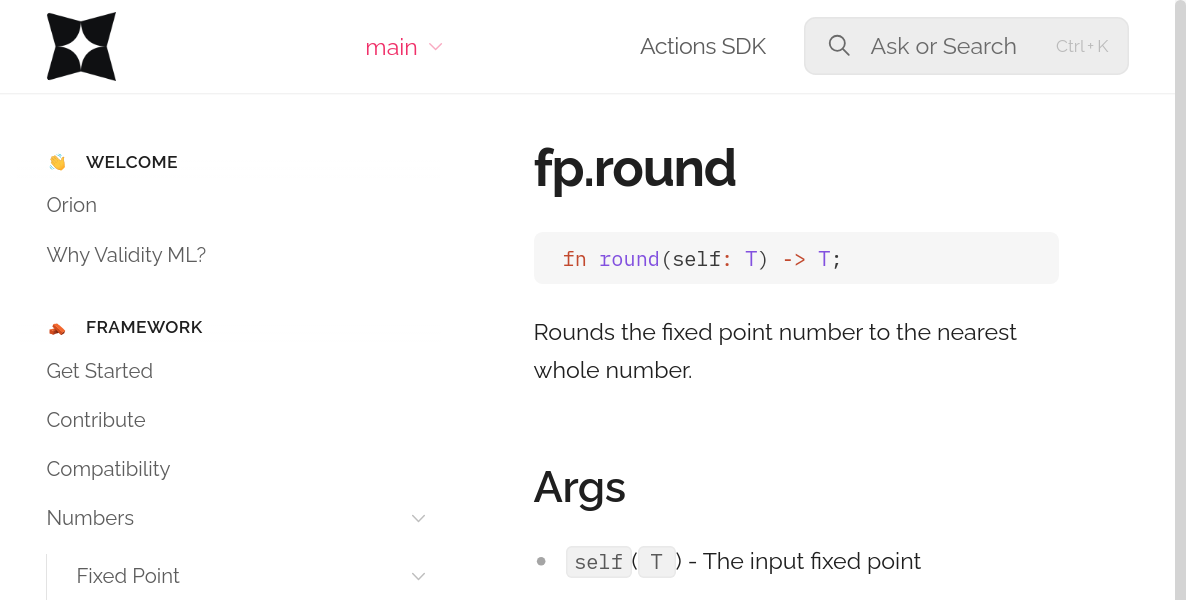 main
Actions SDK
Ask or Search
Ctrl+K
WELCOME
Orion
Why Validity ML?
FRAMEWORK
Get Started
Contribute
Compatibility
Numbers
Fixed Point
fp.round
fn round(self: T) -> T;
Rounds the fixed point number to the nearest
whole number.
Args
self(T) - The input fixed point